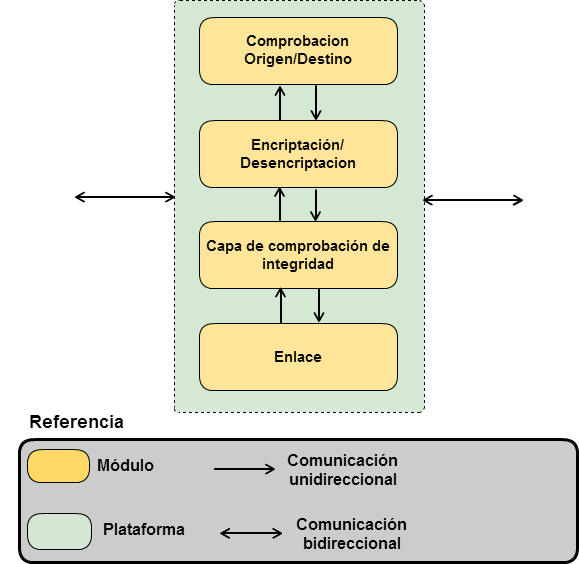 Comprobacion
Origen/Destino
Encriptación/
Desencriptacion
Capa de comprobación de
integridad
Enlace
Referencia
Módulo
Comunicación
unidireccional
Plataforma
Comunicación
bidireccional